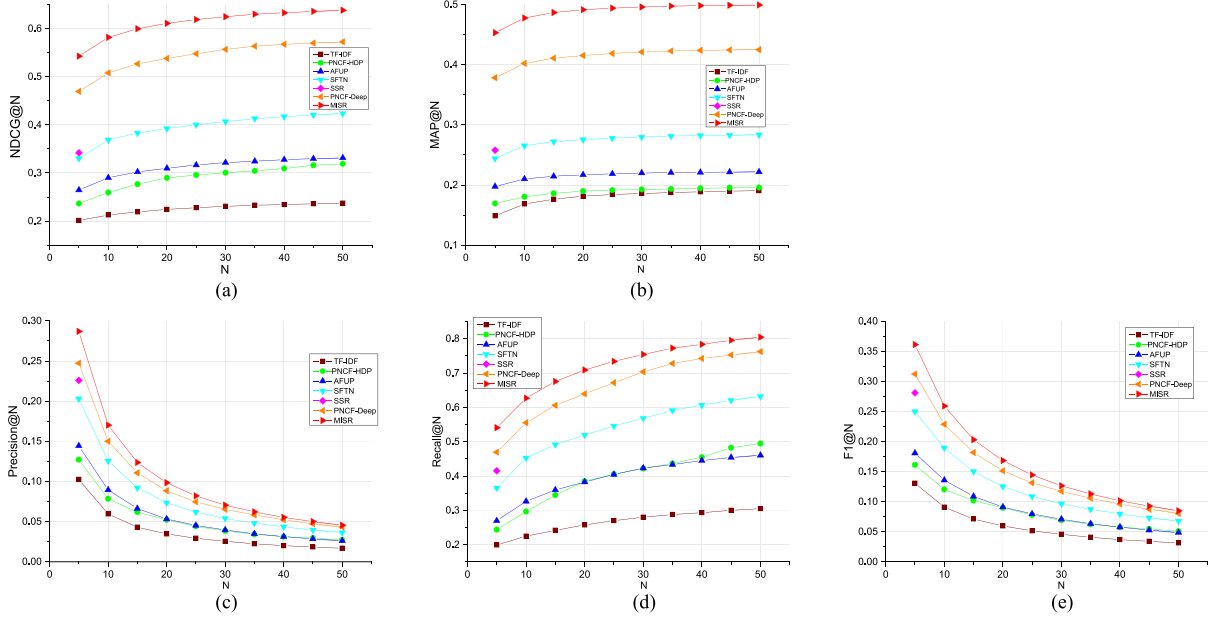 NDCG@N
0.6
0.5
0.4
0.3
0.2
0 10 20 30 40 50
N
TF-IDF
PNCF-HDP
AFUP
SFTN
SSR
PNCF-Deep
MISR
(a)
MAP@N
0.5
0.4
0.3
0.2
0.1
0 10 20 30 40 50
N
TF-IDF
PNCF-HDP
AFUP
SFTN
SSR
PNCF-Deep
MISR
(b)
Precision@N
0.30
0.25
0.20
0.15
0.10
0.05
0.00
0 10 20 30 40 50
N
TF-IDF
PNCF-HDP
AFUP
SFTN
SSR
PNCF-Deep
MISR
(c)
Recall@N
0.8
0.7
0.6
0.5
0.4
0.3
0.2
0 10 20 30 40 50
N
TF-IDF
PNCF-HDP
AFUP
SFTN
SSR
PNCF-Deep
MISR
(d)
F1@N
0.40
0.35
0.30
0.25
0.20
0.15
0.10
0.05
0.00
0 10 20 30 40 50
N
TF-IDF
PNCF-HDP
AFUP
SFTN
SSR
PNCF-Deep
MISR
(e)